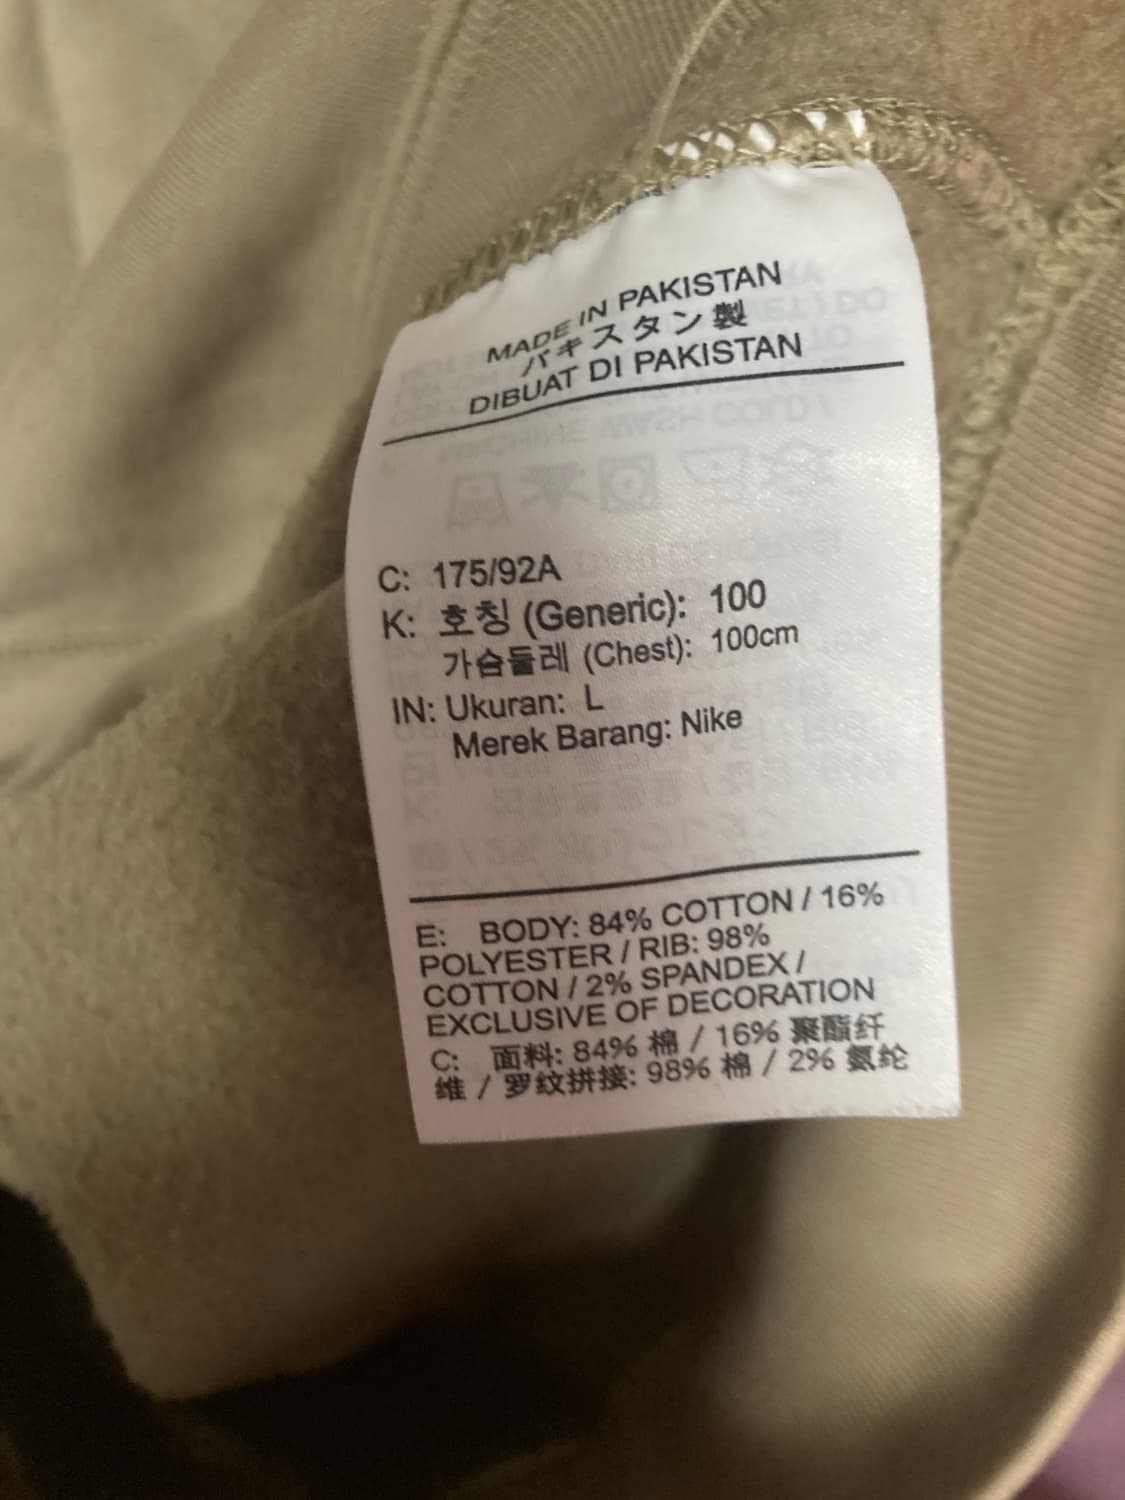 MADE IN PAKISTAN
パキスタン製
DIBUAT DI PAKISTAN
C: 175/92A
K: 호칭 (Generic): 100
가슴둘레 (Chest): 100cm
IN: Ukuran: L
Merek Barang: Nike
E: BODY: 84% COTTON / 16%
POLYESTER / RIB: 98%
COTTON / 2% SPANDEX /
EXCLUSIVE OF DECORATION
C: 面料: 84% 棉 / 16% 聚酯纤
维 / 罗纹拼接: 98% 棉 / 2% 氨纶